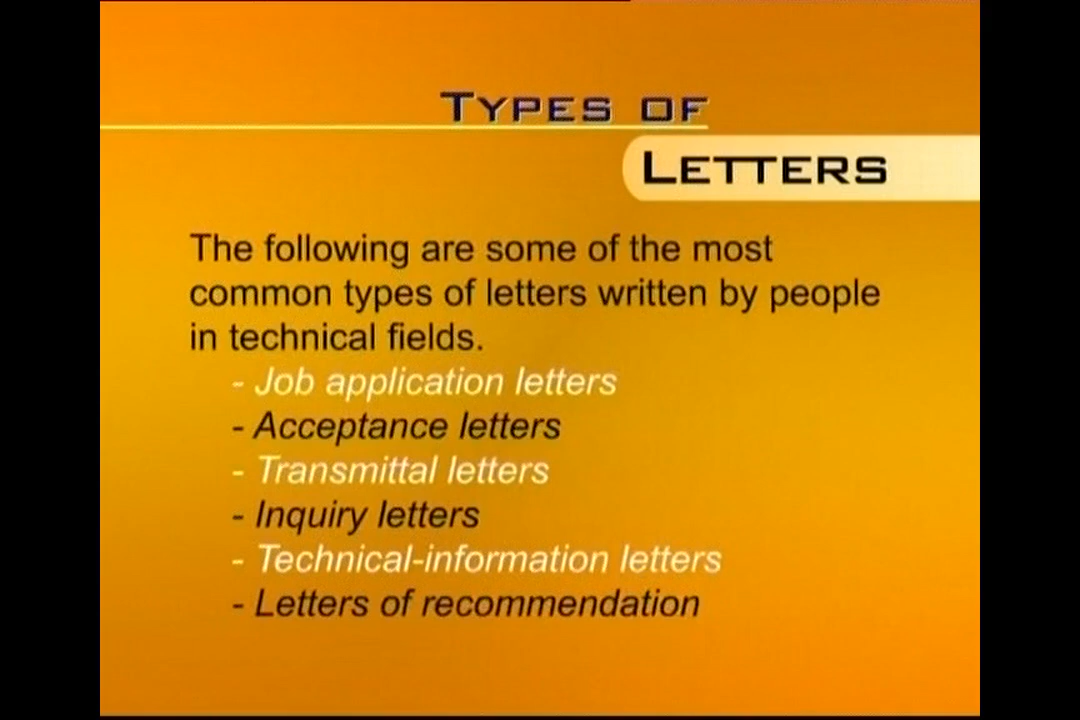 TYPES OF
LETTERS
The following are some of the most
common types of letters written by people
in technical fields.
- Job application letters
- Acceptance letters
- Transmittal letters
- Inquiry letters
- Technical-information letters
- Letters of recommendation